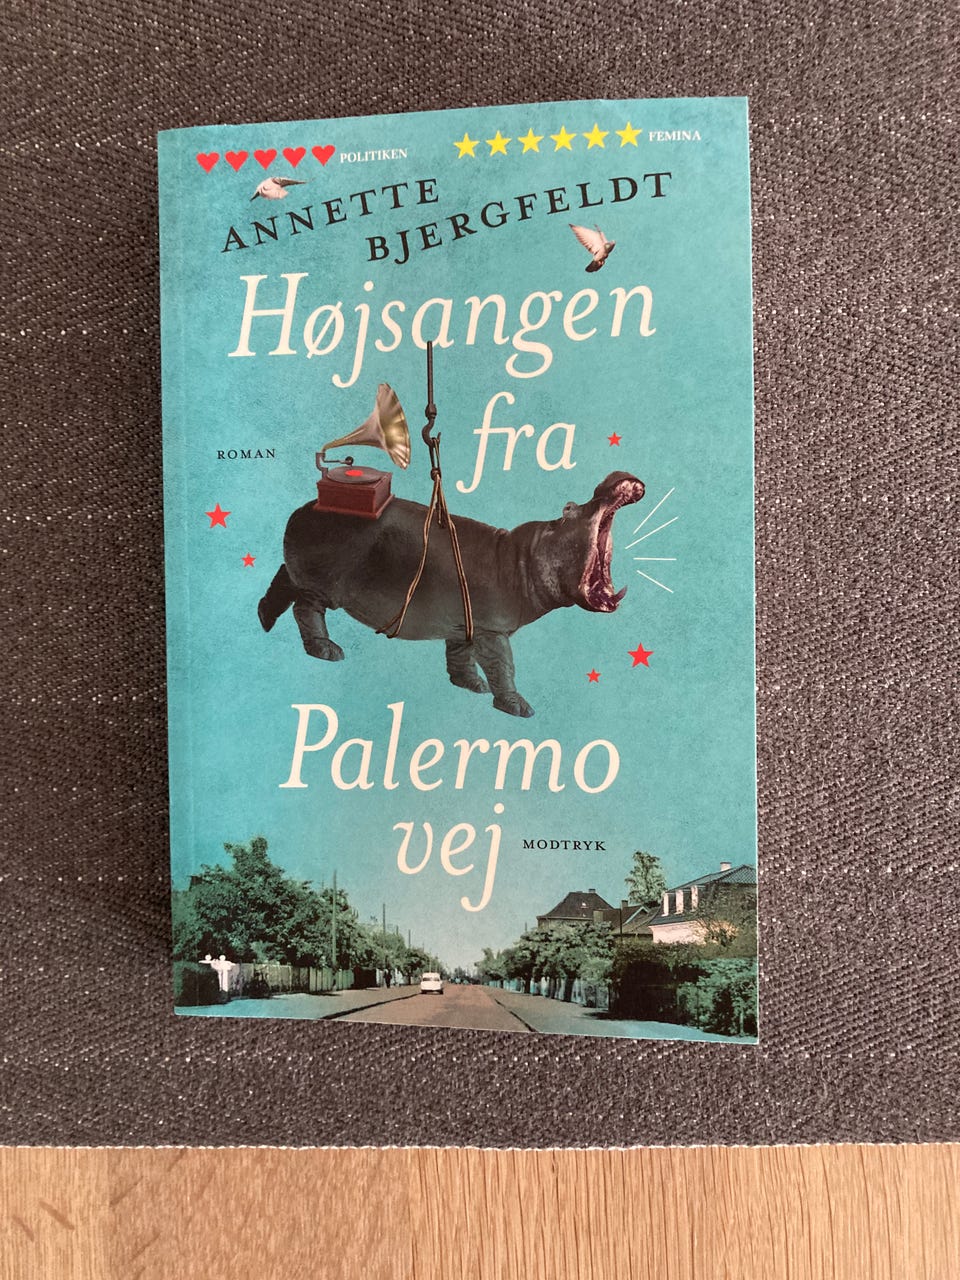 POLITIKEN
FEMINA
ANNETTE
BJERGFELDT
Højsangen
fra
ROMAN
Palermo
vej
MODTRYK